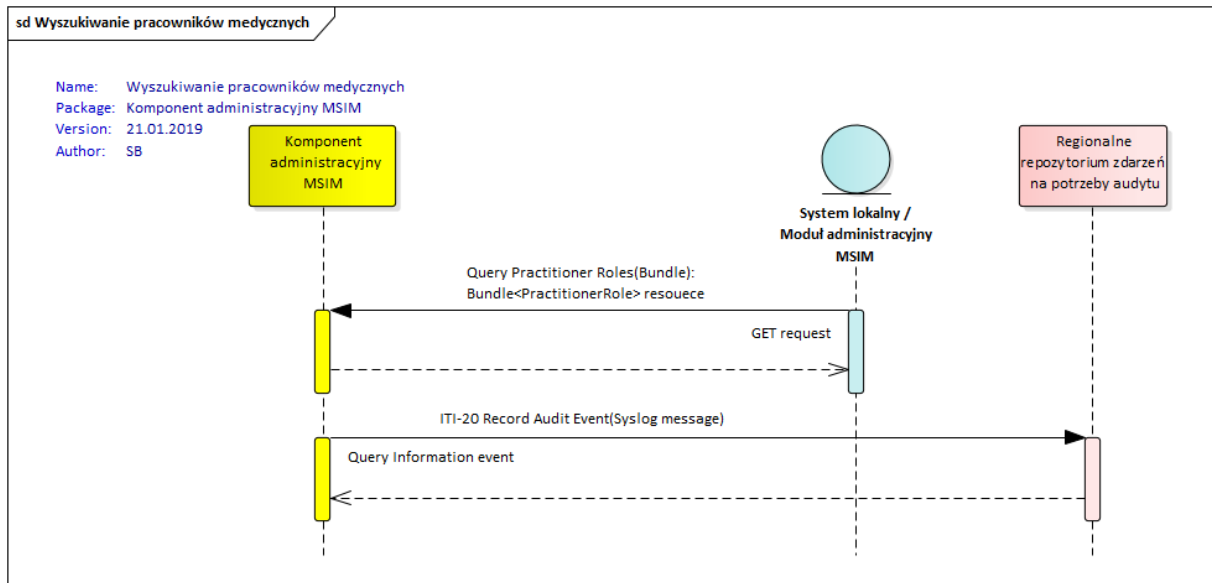 sd Wyszukiwanie pracowników medycznych
Name: Wyszukiwanie pracowników medycznych
Package: Komponent administracyjny MSIM
Version: 21.01.2019
Author: SB
Komponent
administracyjny
MSIM
System lokalny /
Moduł administracyjny
MSIM
Regionalne
repozytorium zdarzeń
na potrzeby audytu
Query Practitioner Roles(Bundle):
Bundle<PractitionerRole> resouece
GET request
ITI-20 Record Audit Event(Syslog message)
Query Information event